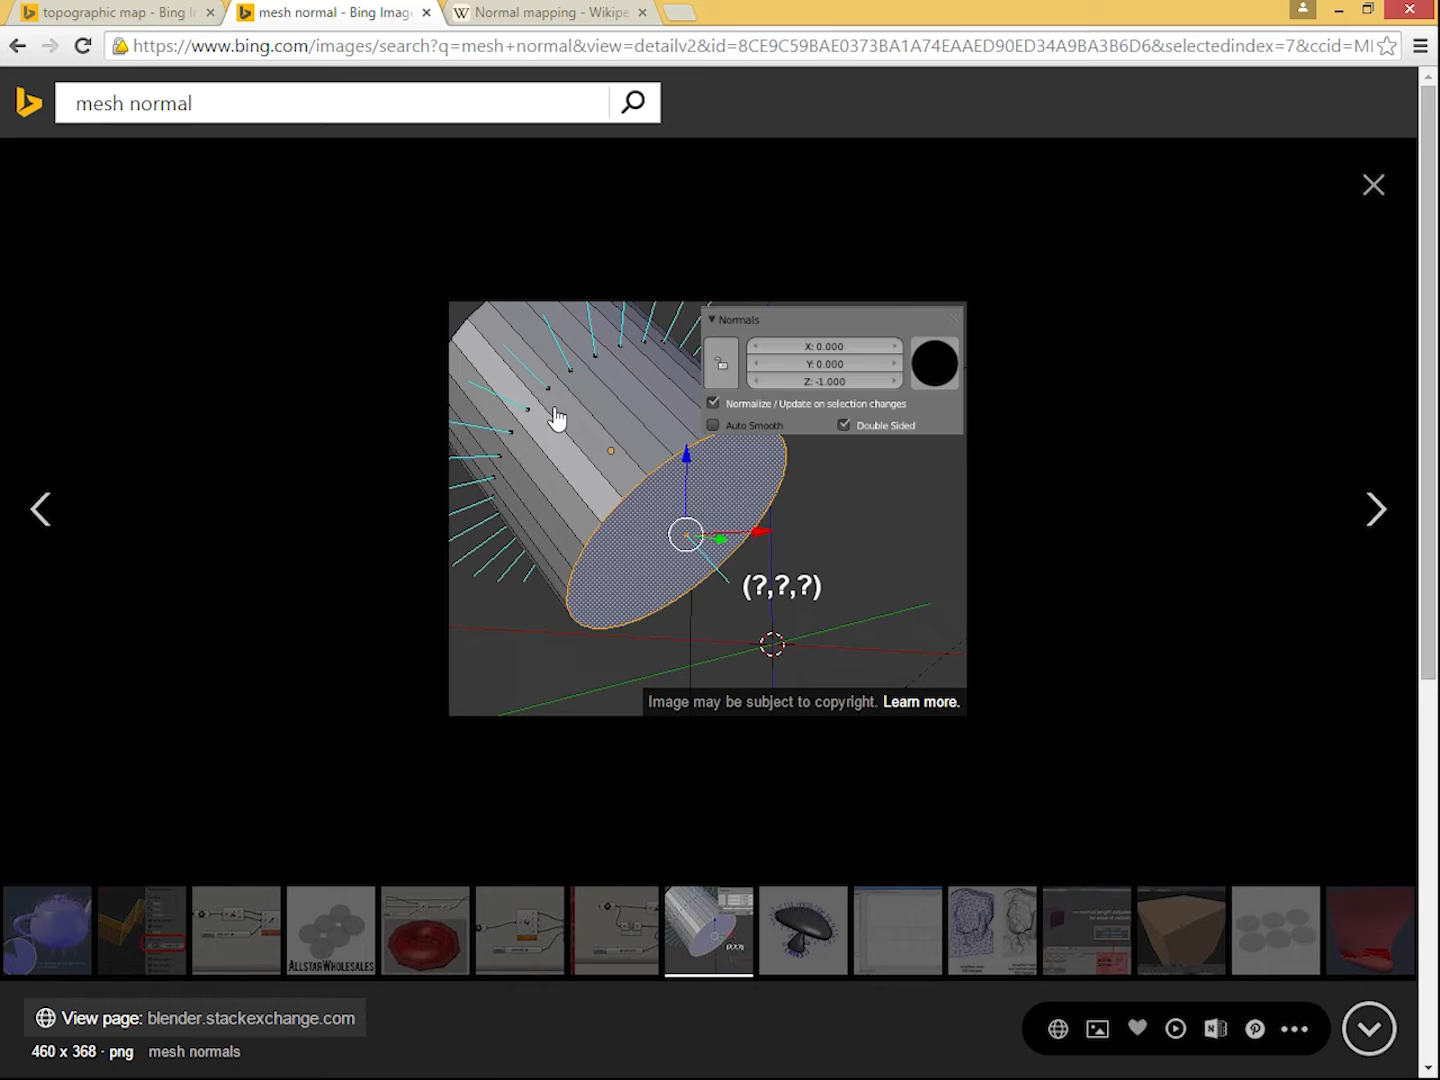 topographic map - Bing I
mesh normal - Bing Imag
Normal mapping - Wikipe
https://www.bing.com/images/search?q=mesh+normal&view=detailv2&id=8CE9C59BAE0373BA1A74EAAED90ED34A9BA3B6D6&selectedindex=7&ccid=MI
mesh normal
Normals
X: 0.000
Y: 0.000
Z: -1.000
Normalize / Update on selection changes
Auto Smooth
Double Sided
(?,?,?)
Image may be subject to copyright. Learn more.
ALLSTARWHOLESALES
View page: blender.stackexchange.com
460 x 368 · png mesh normals